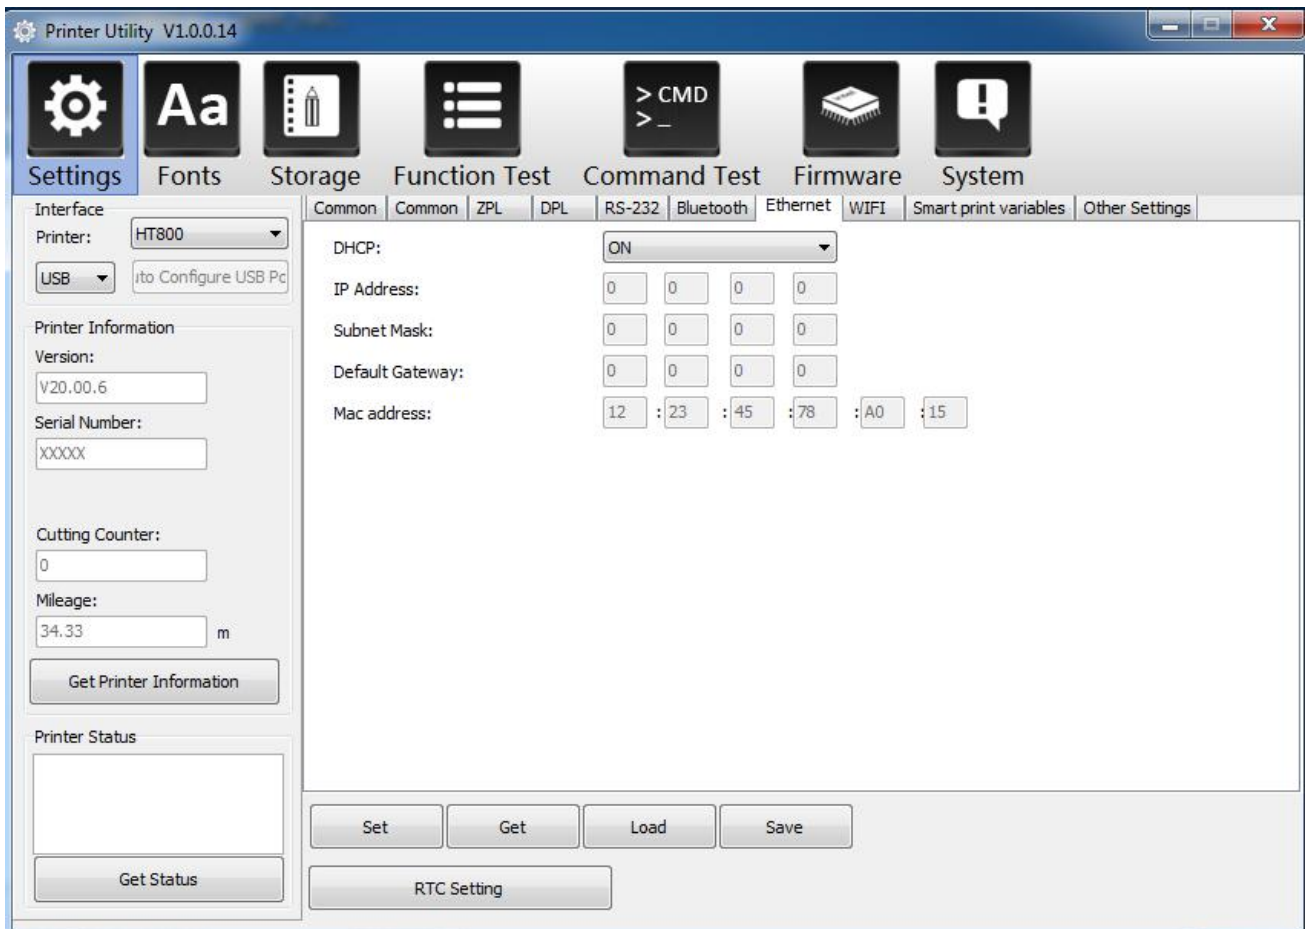 Printer Utility V1.0.0.14
Aa
> CMD
> _
Settings Fonts Storage Function Test Command Test Firmware System
Interface
Printer: HT800
USB ito Configure USB Pc
Printer Information
Version:
V20.00.6
Serial Number:
XXXXX
Cutting Counter:
0
Mileage:
34.33 m
Get Printer Information
Printer Status
Get Status
Common Common ZPL DPL RS-232 Bluetooth Ethernet WIFI Smart print variables Other Settings
DHCP: ON
IP Address: 0 0 0 0
Subnet Mask: 0 0 0 0
Default Gateway: 0 0 0 0
Mac address: 12 : 23 : 45 : 78 : A0 : 15
Set Get Load Save
RTC Setting